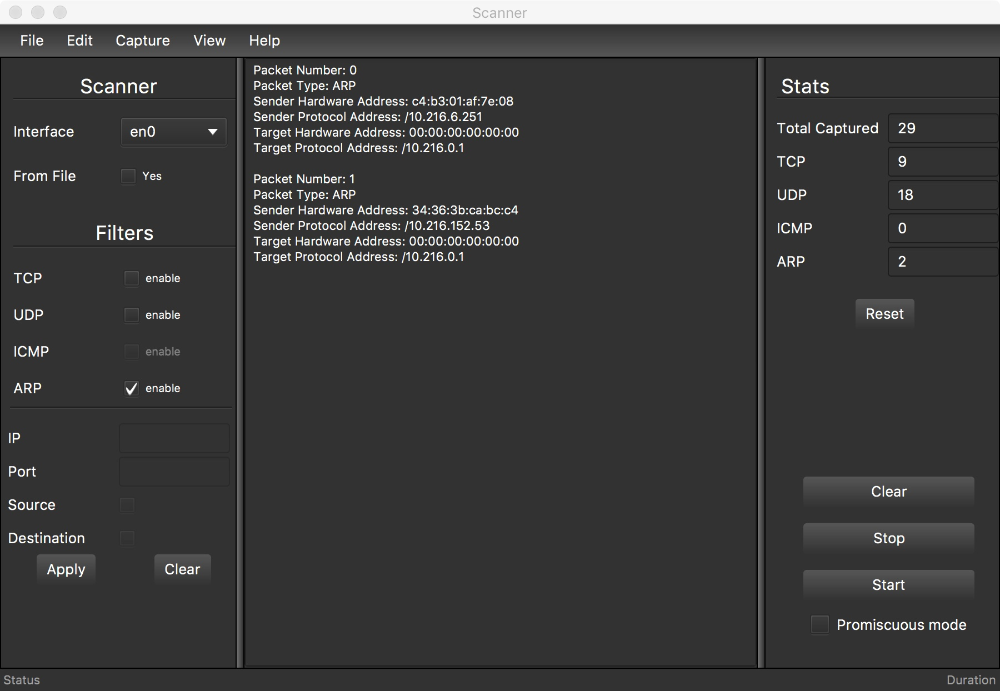 Scanner
File Edit Capture View Help
Scanner
Interface en0
From File Yes
Filters
TCP enable
UDP enable
ICMP enable
ARP enable
IP
Port
Source
Destination
Apply Clear
Packet Number: 0
Packet Type: ARP
Sender Hardware Address: c4:b3:01:af:7e:08
Sender Protocol Address: /10.216.6.251
Target Hardware Address: 00:00:00:00:00:00
Target Protocol Address: /10.216.0.1
Packet Number: 1
Packet Type: ARP
Sender Hardware Address: 34:36:3b:ca:bc:c4
Sender Protocol Address: /10.216.152.53
Target Hardware Address: 00:00:00:00:00:00
Target Protocol Address: /10.216.0.1
Stats
Total Captured 29
TCP 9
UDP 18
ICMP 0
ARP 2
Reset
Clear
Stop
Start
Promiscuous mode
Status Duration